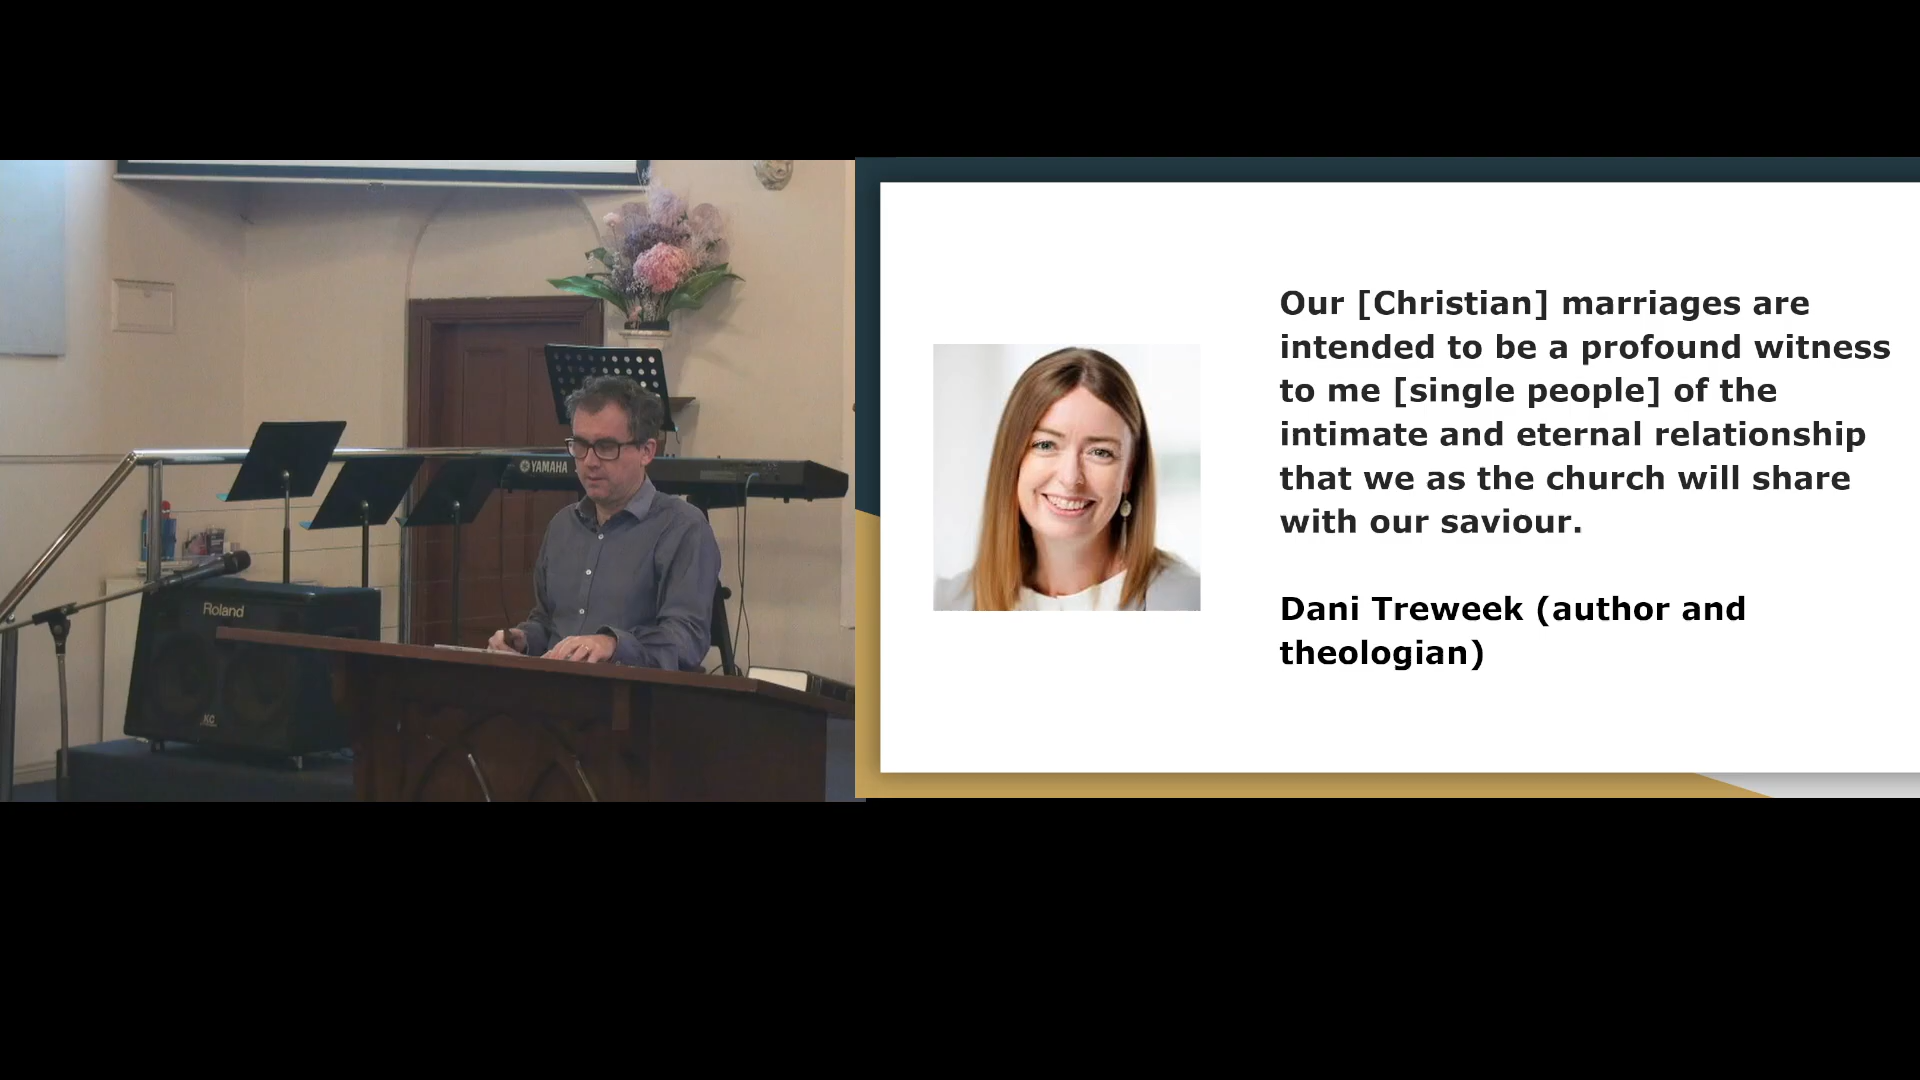 YAMAHA
Roland
KC
Our [Christian] marriages are
intended to be a profound witness
to me [single people] of the
intimate and eternal relationship
that we as the church will share
with our saviour.
Dani Treweek (author and
theologian)